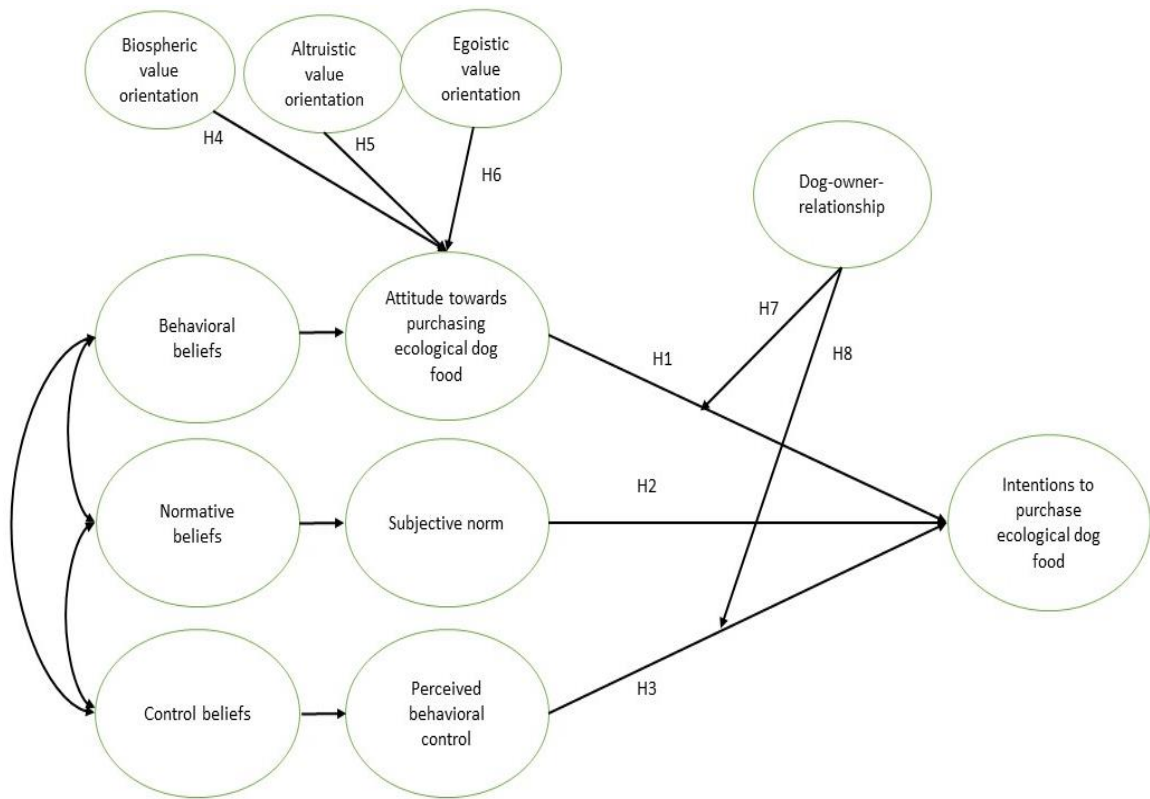 Biospheric
value
orientation
Altruistic
value
orientation
Egoistic
value
orientation
H4
H5
H6
Dog-owner-
relationship
H7
H8
Behavioral
beliefs
Attitude towards
purchasing
ecological dog
food
H1
Normative
beliefs
Subjective norm
H2
Intentions to
purchase
ecological dog
food
Control beliefs
Perceived
behavioral
control
H3